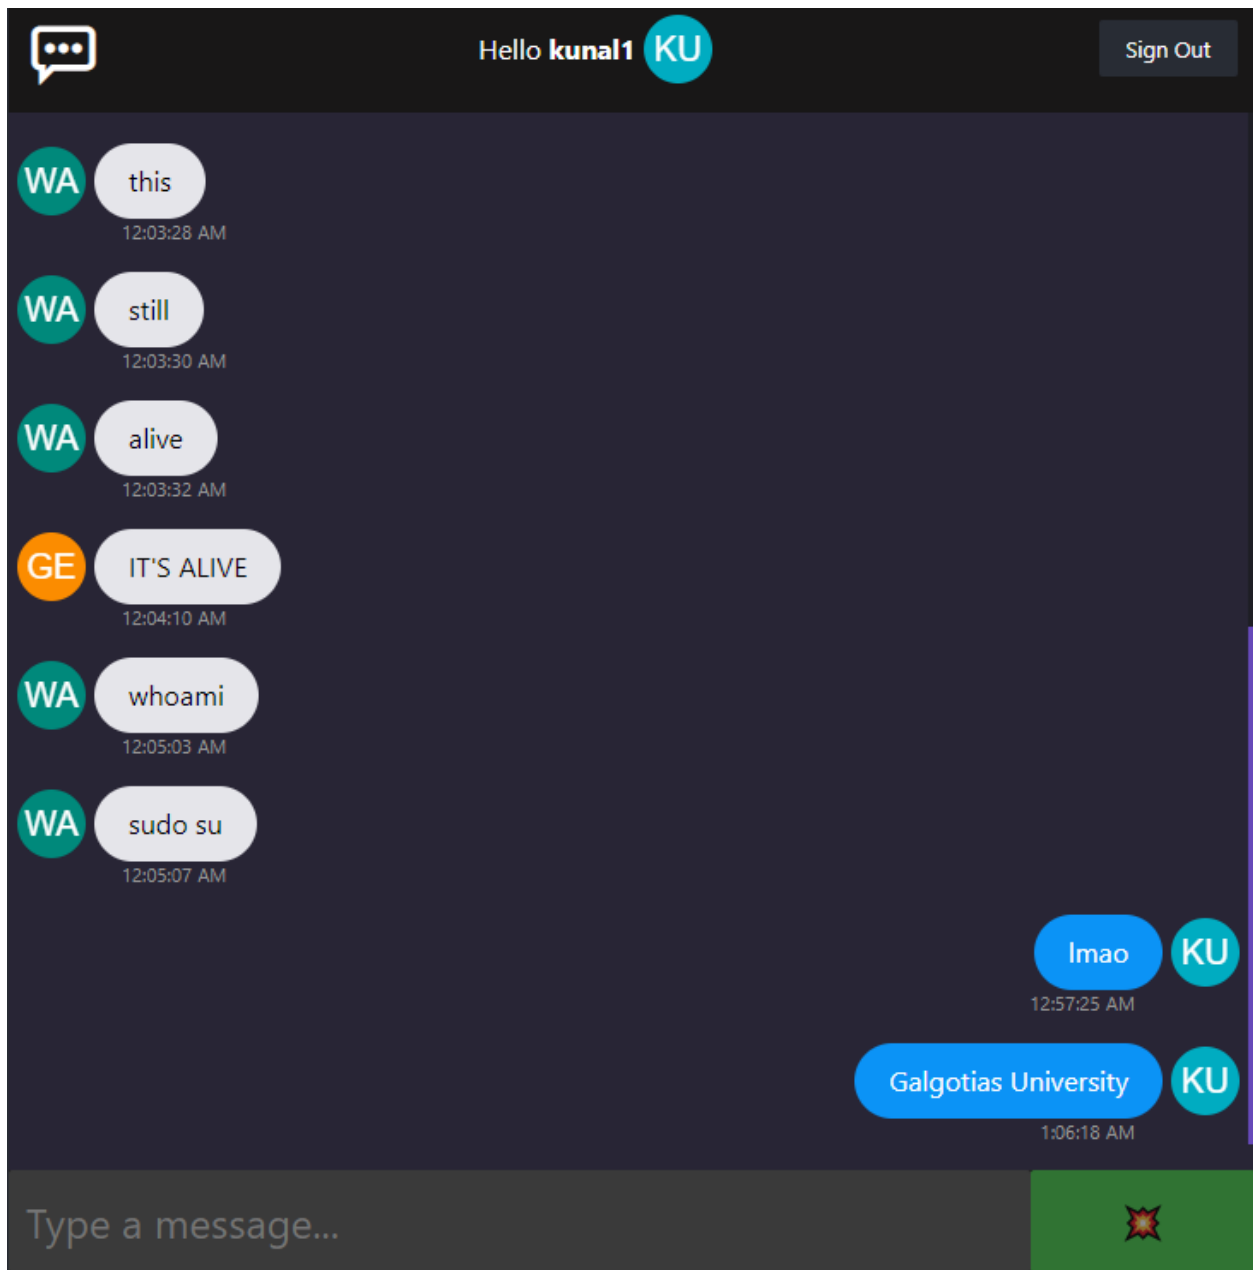 Hello kunal1 KU
Sign Out
WA this
12:03:28 AM
WA still
12:03:30 AM
WA alive
12:03:32 AM
GE IT'S ALIVE
12:04:10 AM
WA whoami
12:05:03 AM
WA sudo su
12:05:07 AM
lmao KU
12:57:25 AM
Galgotias University KU
1:06:18 AM
Type a message...